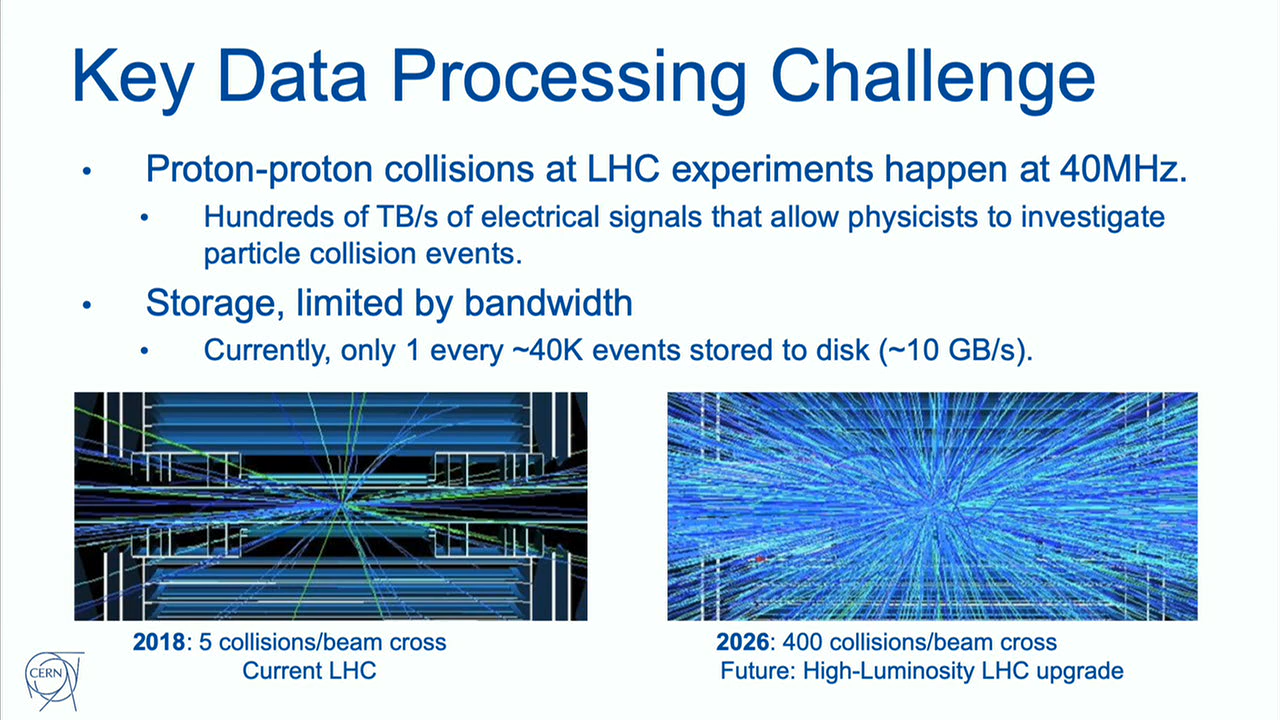 Key Data Processing Challenge
• Proton-proton collisions at LHC experiments happen at 40MHz.
• Hundreds of TB/s of electrical signals that allow physicists to investigate
particle collision events.
• Storage, limited by bandwidth
• Currently, only 1 every ~40K events stored to disk (~10 GB/s).
2018: 5 collisions/beam cross
Current LHC
2026: 400 collisions/beam cross
Future: High-Luminosity LHC upgrade
CERN